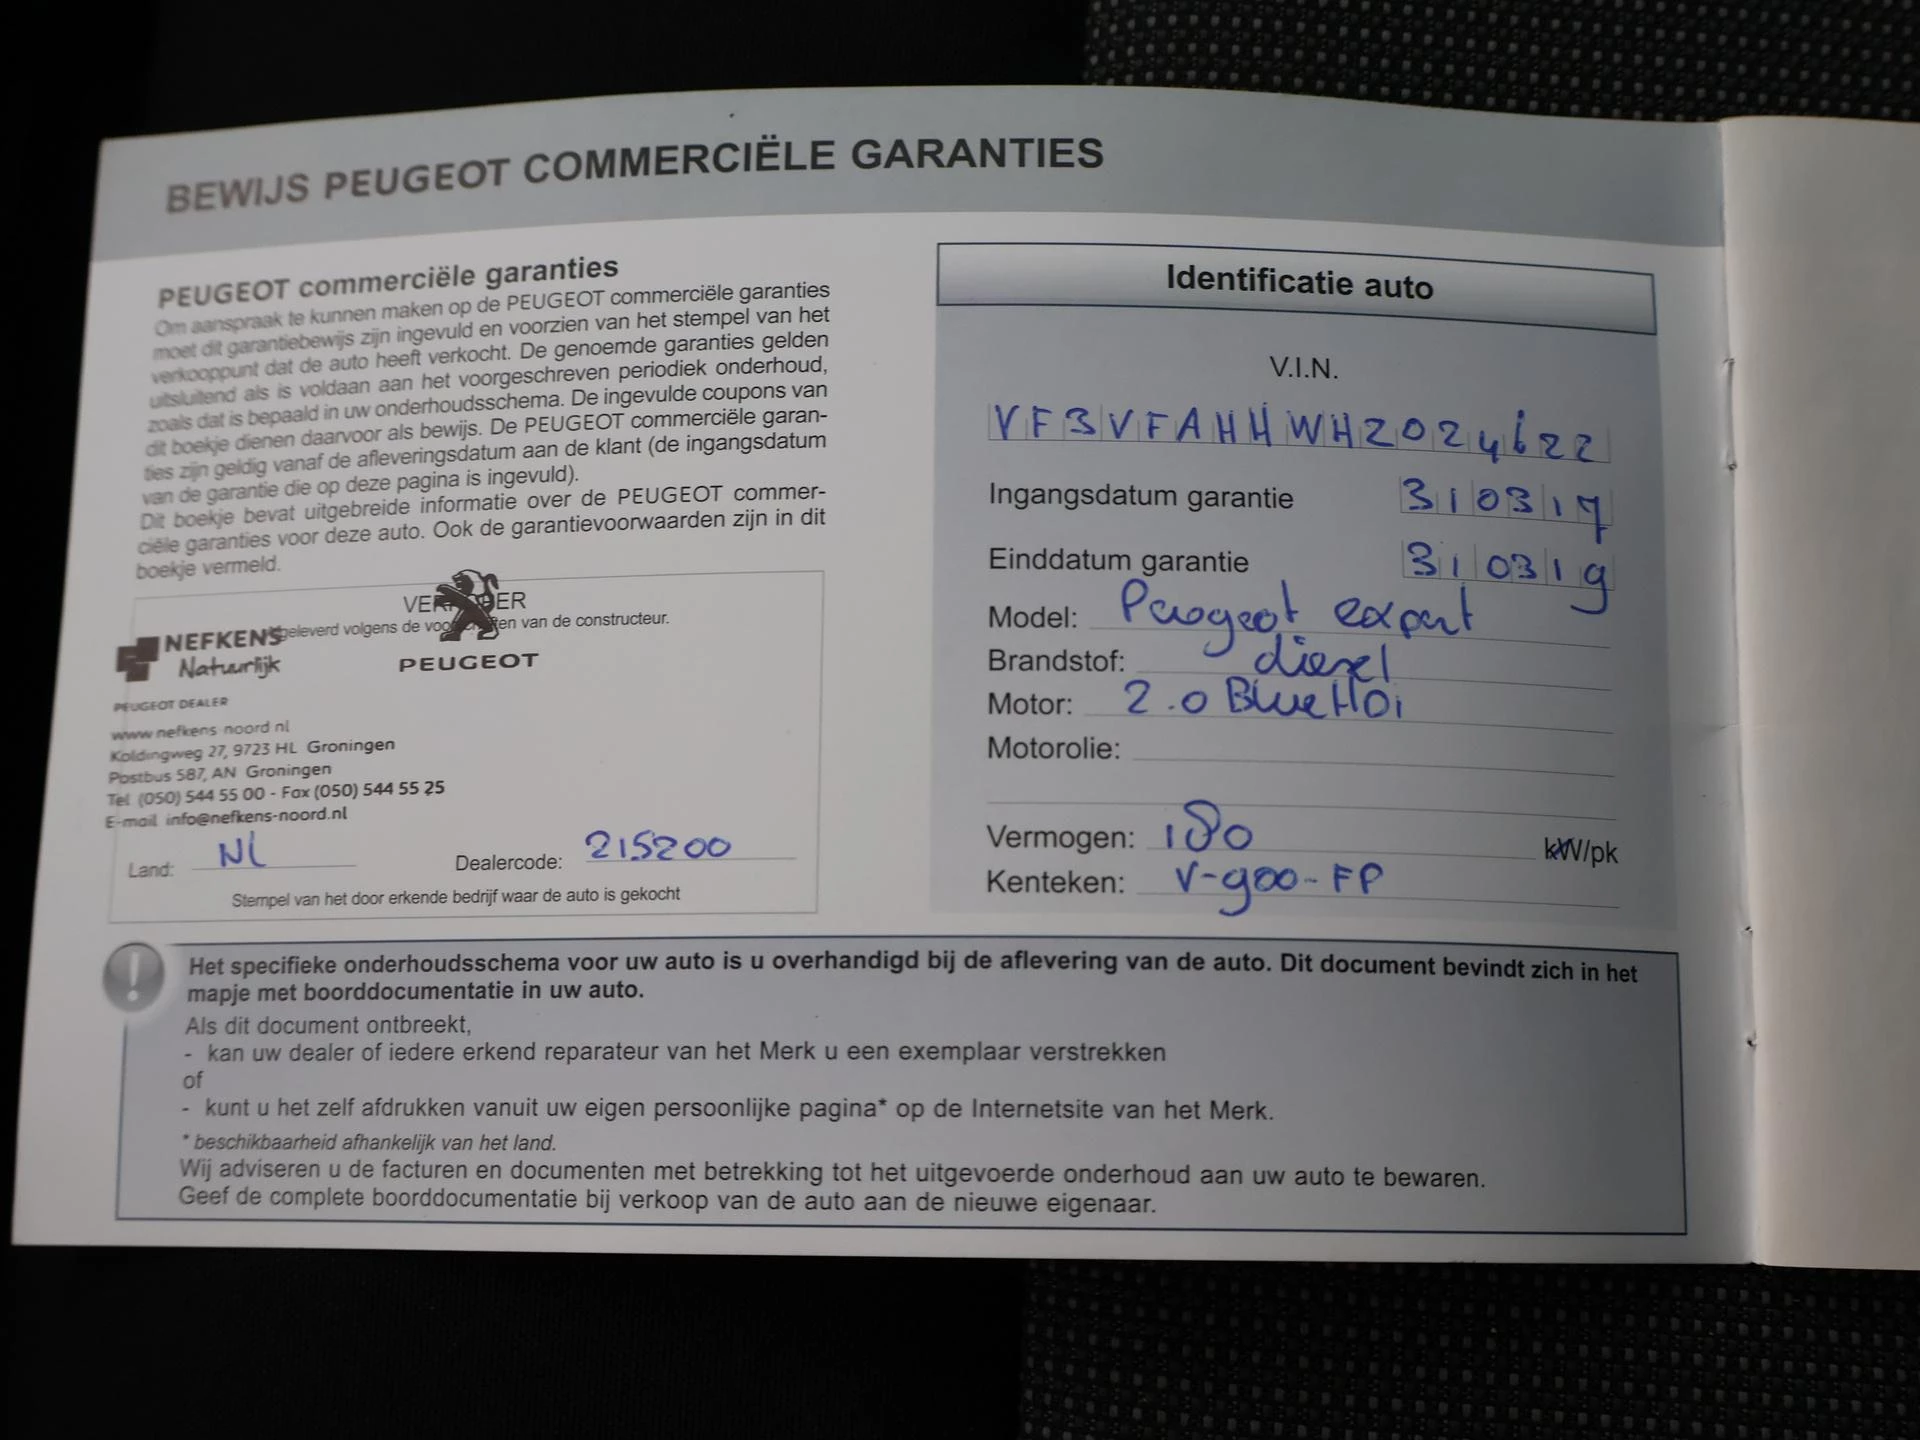 BEWIJS PEUGEOT COMMERCIËLE GARANTIES
PEUGEOT commerciële garanties
Om aanspraak te kunnen maken op de PEUGEOT commerciële garanties
moet dit garantiebewijs zijn ingevuld en voorzien van het stempel van het
verkooppunt dat de auto heeft verkocht. De genoemde garanties gelden
uitsluitend als is voldaan aan het voorgeschreven periodiek onderhoud,
zoals dat is bepaald in uw onderhoudsschema. De ingevulde coupons van
dit boekje dienen daarvoor als bewijs. De PEUGEOT commerciële garan-
ties zijn geldig vanaf de afleveringsdatum aan de klant (de ingangsdatum
van de garantie die op deze pagina is ingevuld).
Dit boekje bevat uitgebreide informatie over de PEUGEOT commer-
ciële garanties voor deze auto. Ook de garantievoorwaarden zijn in dit
boekje vermeld.
geleverd volgens de van de constructeur.
NEFKENS
Natuurlijk
PEUGEOT
PEUGEOT DEALER
www nefkens-noord nl
Koldingweg 27, 9723 HL Groningen
Postbus 587, AN Groningen
Tel (050) 544 55 00 - Fax (050) 544 55 25
E-mail info@nefkens-noord.nl
Land: Nl Dealercode: 215200
Stempel van het door erkende bedrijf waar de auto is gekocht
Identificatie auto
V.I.N.
VF3VFAHHWHZ024622
Ingangsdatum garantie 310317
Einddatum garantie 310319
Model: Peugeot expert
Brandstof: diesel
Motor: 2.0 BlueHDi
Motorolie:
Vermogen: 180 kW/pk
Kenteken: V-900-FP
Het specifieke onderhoudsschema voor uw auto is u overhandigd bij de aflevering van de auto. Dit document bevindt zich in het
mapje met boorddocumentatie in uw auto.
Als dit document ontbreekt,
- kan uw dealer of iedere erkend reparateur van het Merk u een exemplaar verstrekken
of
- kunt u het zelf afdrukken vanuit uw eigen persoonlijke pagina* op de Internetsite van het Merk.
* beschikbaarheid afhankelijk van het land.
Wij adviseren u de facturen en documenten met betrekking tot het uitgevoerde onderhoud aan uw auto te bewaren.
Geef de complete boorddocumentatie bij verkoop van de auto aan de nieuwe eigenaar.